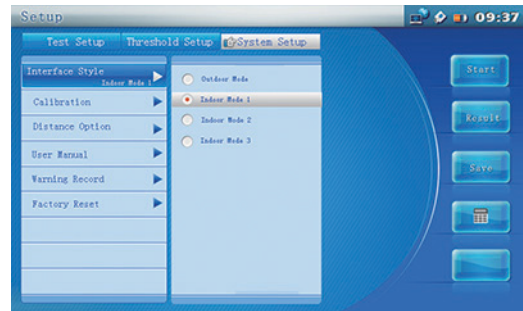 Setup
09:37
Test Setup Threshold Setup System Setup
Interface Style
Indoor Mode 1
Calibration
Distance Option
User Manual
Warning Record
Factory Reset
Outdoor Mode
Indoor Mode 1
Indoor Mode 2
Indoor Mode 3
Start
Result
Save